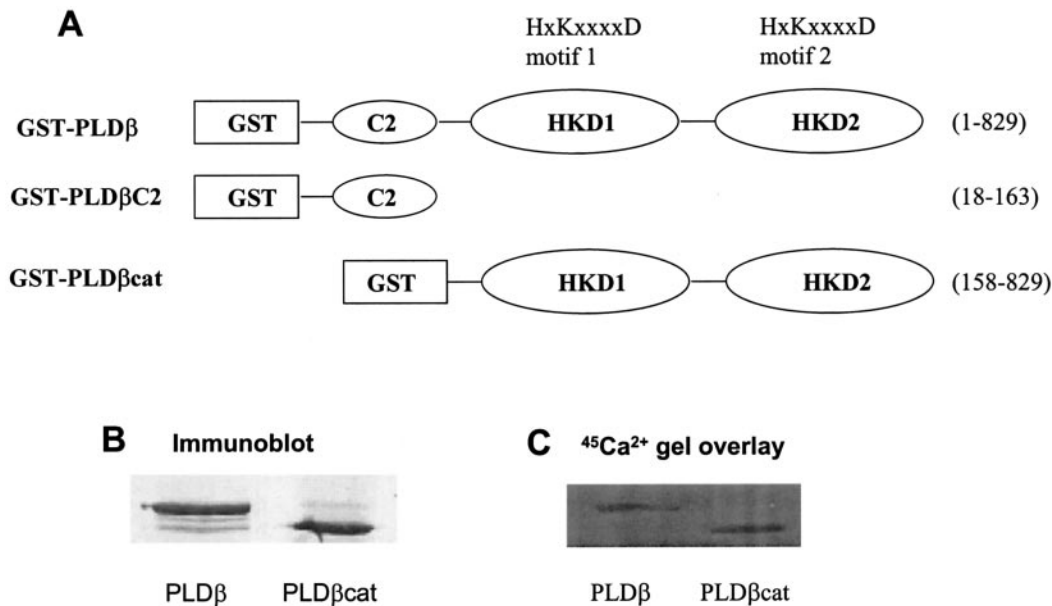 A
HxKxxxxD
motif 1
HxKxxxxD
motif 2
GST-PLDβ GST C2 HKD1 HKD2 (1-829)
GST-PLDβC2 GST C2 (18-163)
GST-PLDβcat GST HKD1 HKD2 (158-829)
B Immunoblot
PLDβ PLDβcat
C ⁴⁵Ca²⁺ gel overlay
PLDβ PLDβcat